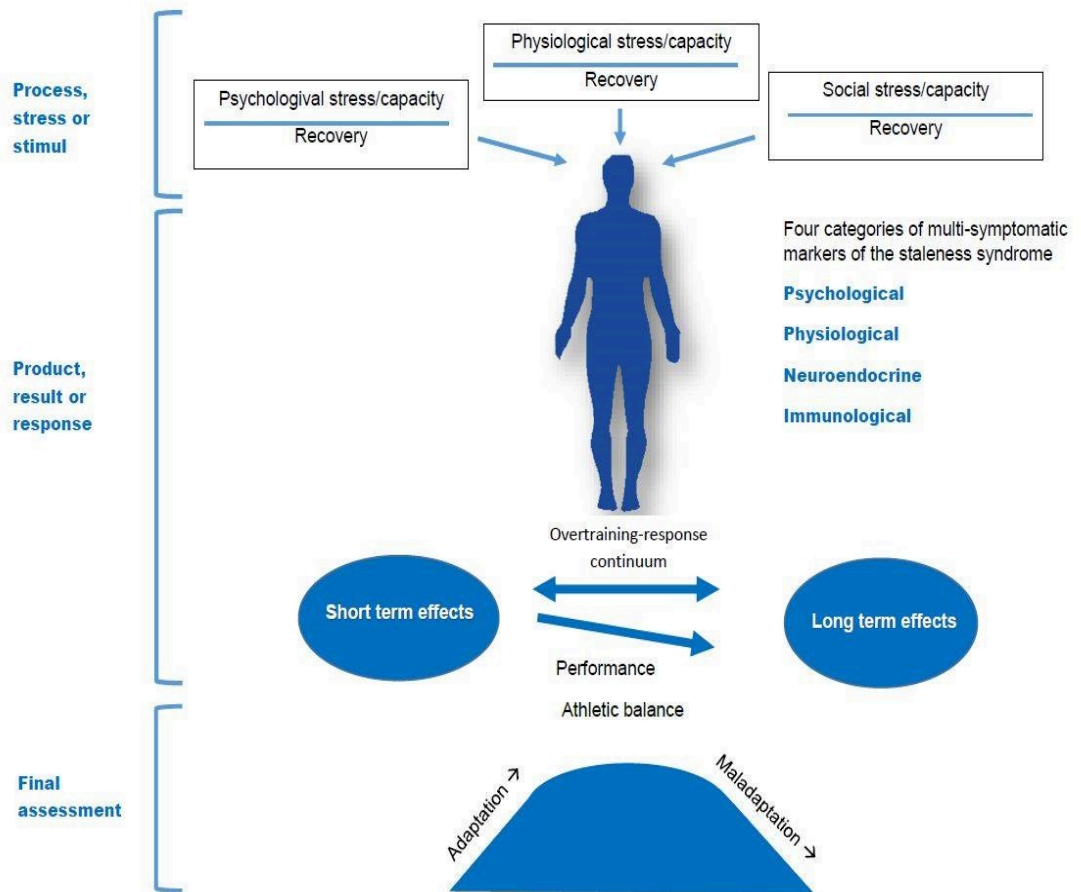 Physiological stress/capacity
Recovery
Process,
stress or
stimul
Psychologival stress/capacity
Recovery
Social stress/capacity
Recovery
Four categories of multi-symptomatic
markers of the staleness syndrome
Psychological
Physiological
Neuroendocrine
Immunological
Product,
result or
response
Overtraining-response
continuum
Short term effects
Long term effects
Performance
Athletic balance
Final
assessment
Adaptation →
Maladaptation →